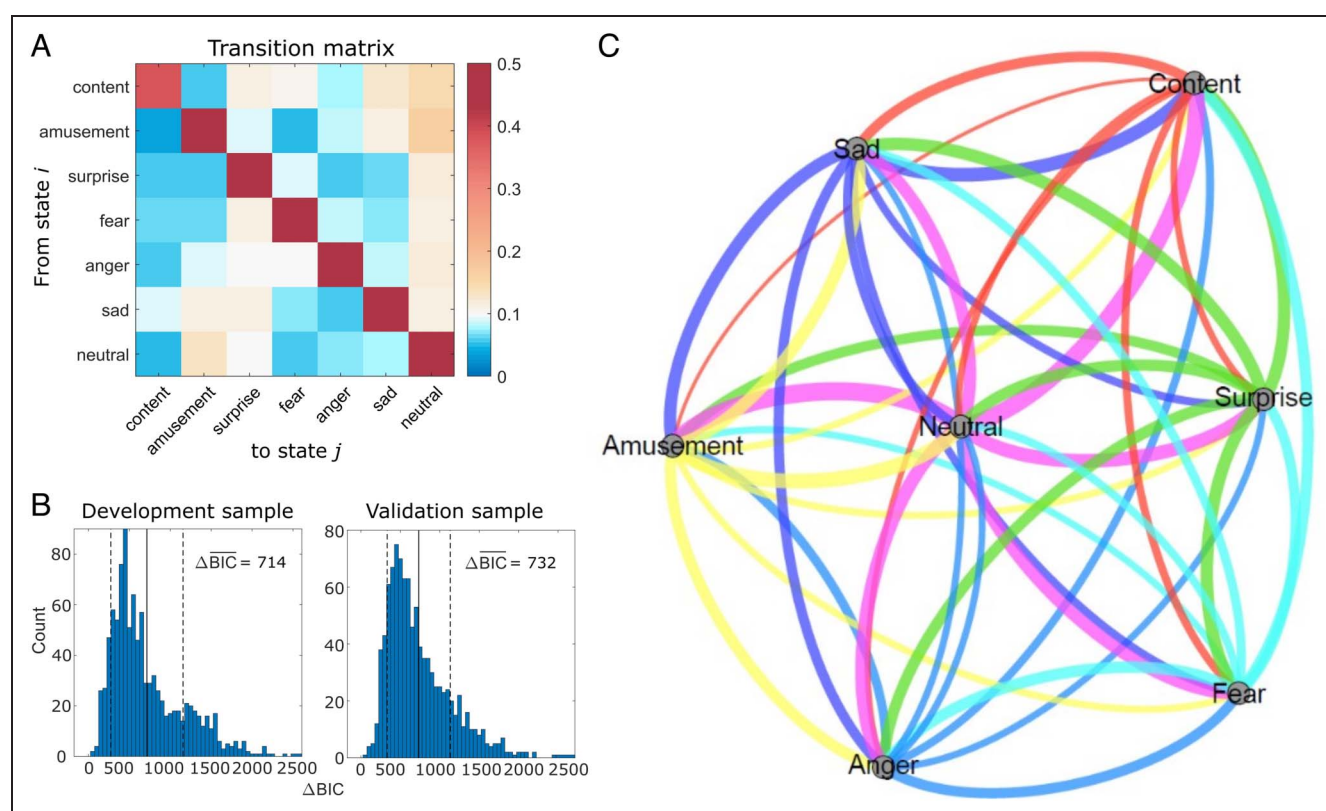 A
Transition matrix
From state i
content
amusement
surprise
fear
anger
sad
neutral
content
amusement
surprise
fear
anger
sad
neutral
to state j
0.5
0.4
0.3
0.2
0.1
0
B
Development sample
Count
80
60
40
20
0
ΔBIC = 714
0 500 1000 1500 2000 2500
Validation sample
80
60
40
20
0
ΔBIC = 732
0 500 1000 1500 2000 2500
ΔBIC
C
Content
Sad
Surprise
Neutral
Amusement
Fear
Anger